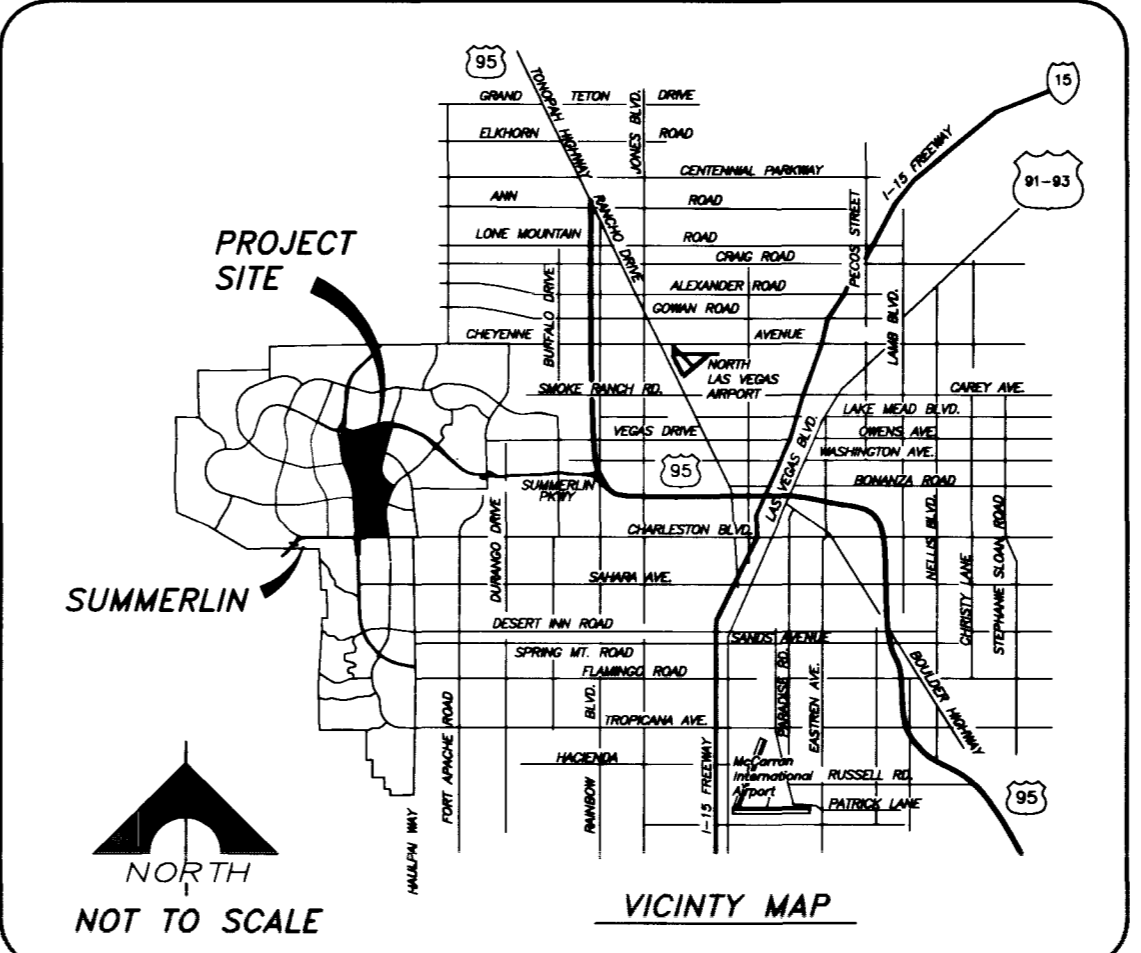 95
TONOPAH HIGHWAY
JONES BLVD.
15
GRAND TETON DRIVE
ELKHORN ROAD
I-15 FREEWAY
CENTENNIAL PARKWAY
91-93
ANN ROAD
RANCHO DRIVE
PECOS STREET
LONE MOUNTAIN ROAD
PROJECT
SITE
CRAIG ROAD
ALEXANDER ROAD
BUFFALO DRIVE
GOWAN ROAD
LAMB BLVD.
CHEYENNE AVENUE
NORTH
LAS VEGAS
AIRPORT
SMOKE RANCH RD.
CAREY AVE.
LAKE MEAD BLVD.
VEGAS DRIVE
OWENS AVE.
LAS VEGAS BLVD.
WASHINGTON AVE.
95
SUMMERLIN
PKWY
BONANZA ROAD
DURANGO DRIVE
CHARLESTON BLVD.
NELLIS BLVD.
CHRISTY LANE
STEPHANIE SLOAN ROAD
SAHARA AVE.
SUMMERLIN
DESERT INN ROAD
SANDS AVENUE
SPRING MT. ROAD
FLAMINGO ROAD
PARADISE RD.
EASTREN AVE.
BOULDER HIGHWAY
FORT APACHE ROAD
RAINBOW BLVD.
TROPICANA AVE.
HACIENDA
I-15 FREEWAY
McCarran
International
Airport
RUSSELL RD.
PATRICK LANE
95
HAULPAI WAY
NORTH
NOT TO SCALE
VICINTY MAP